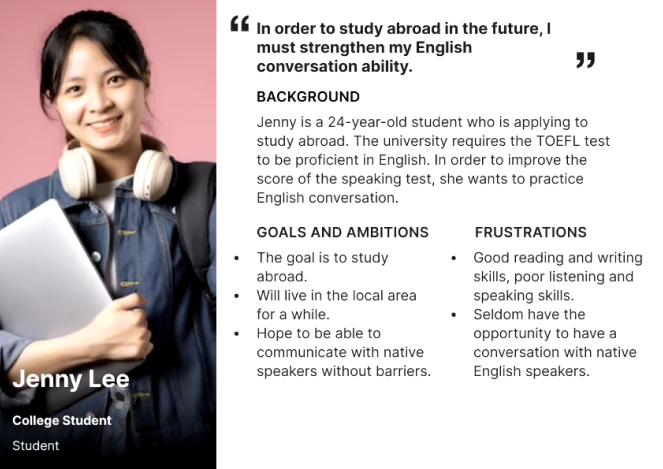 “ In order to study abroad in the future, I
must strengthen my English
conversation ability. ”
BACKGROUND
Jenny is a 24-year-old student who is applying to
study abroad. The university requires the TOEFL test
to be proficient in English. In order to improve the
score of the speaking test, she wants to practice
English conversation.
GOALS AND AMBITIONS
• The goal is to study
abroad.
• Will live in the local area
for a while.
• Hope to be able to
communicate with native
speakers without barriers.
FRUSTRATIONS
• Good reading and writing
skills, poor listening and
speaking skills.
• Seldom have the
opportunity to have a
conversation with native
English speakers.
Jenny Lee
College Student
Student